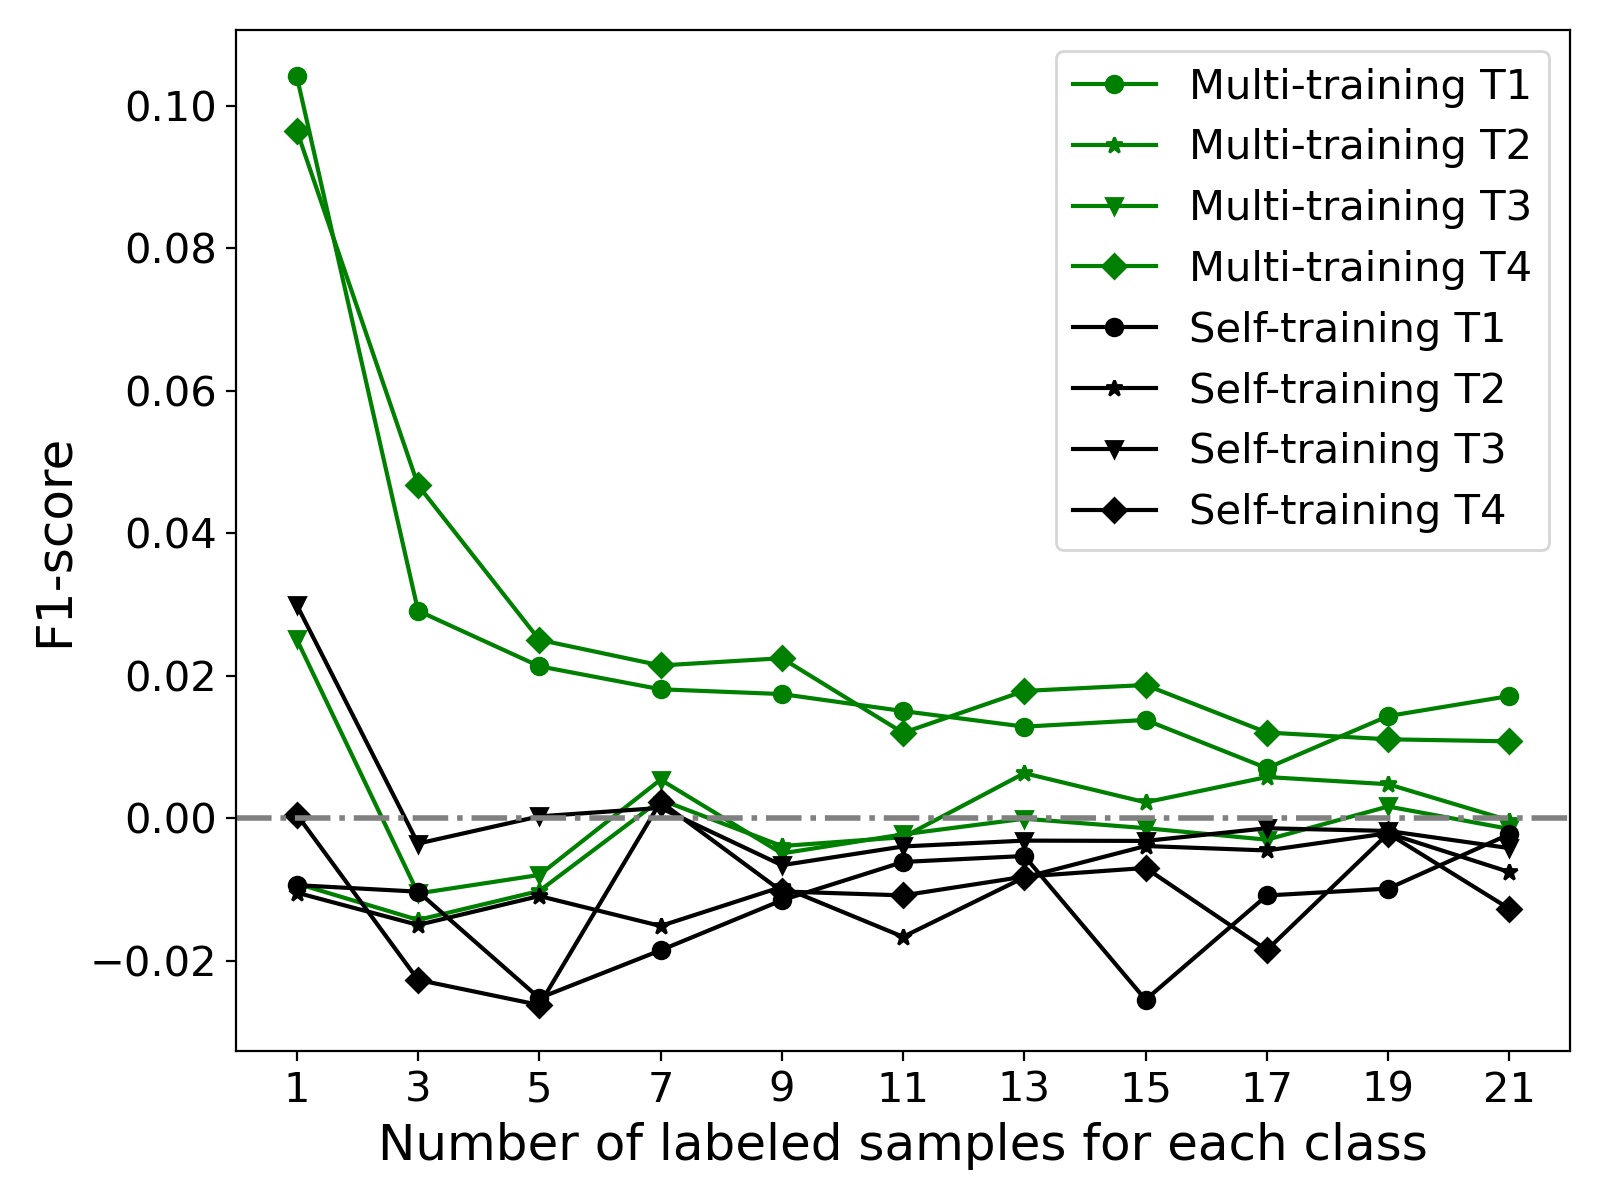 F1-score
0.10
0.08
0.06
0.04
0.02
0.00
−0.02
Multi-training T1
Multi-training T2
Multi-training T3
Multi-training T4
Self-training T1
Self-training T2
Self-training T3
Self-training T4
1 3 5 7 9 11 13 15 17 19 21
Number of labeled samples for each class